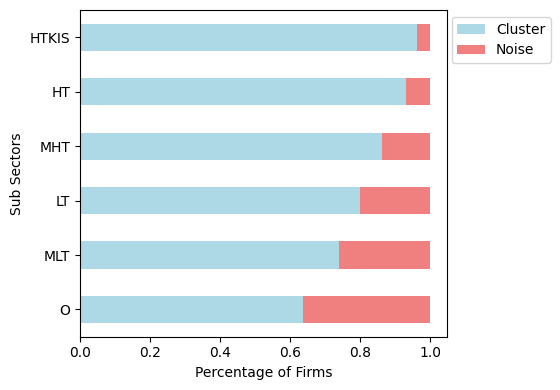 HTKIS
HT
MHT
LT
MLT
O
Sub Sectors
0.0 0.2 0.4 0.6 0.8 1.0
Percentage of Firms
Cluster
Noise